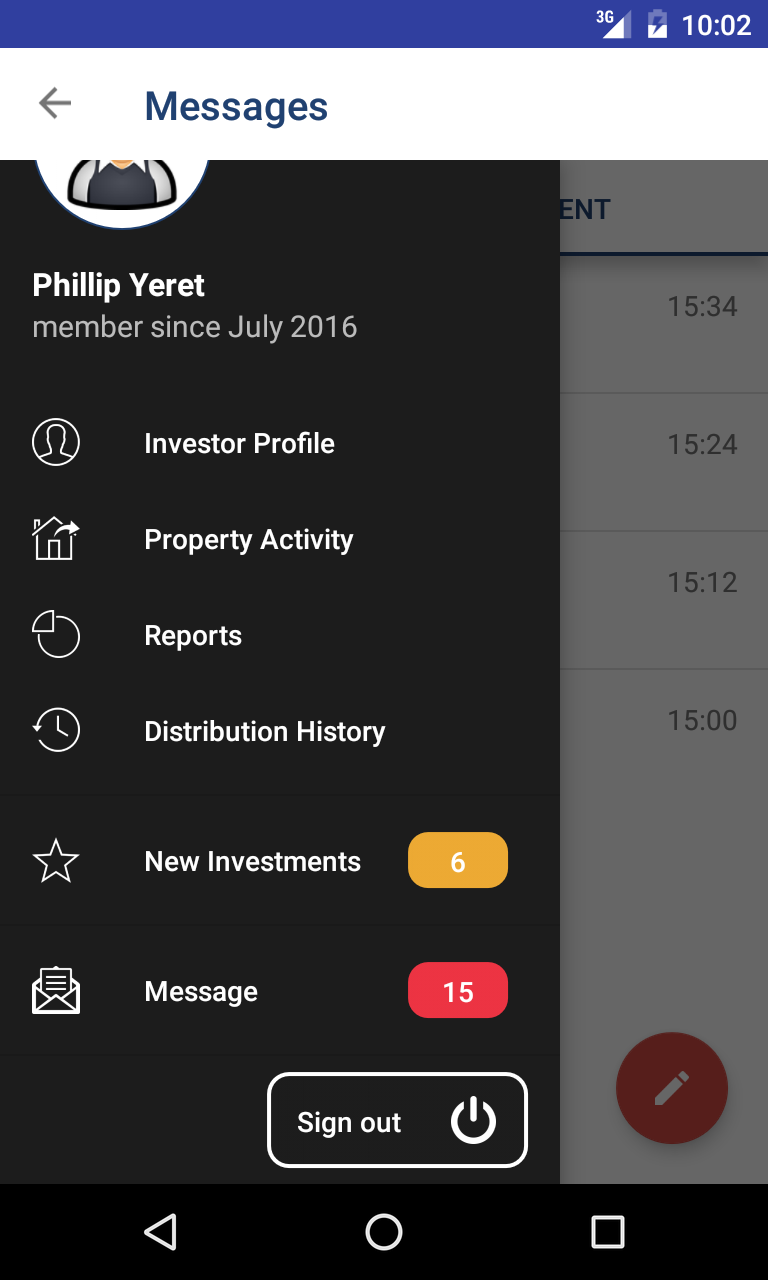 3G 10:02
Messages
ENT
Phillip Yeret
member since July 2016
15:34
Investor Profile
15:24
Property Activity
15:12
Reports
Distribution History
15:00
New Investments 6
Message 15
Sign out